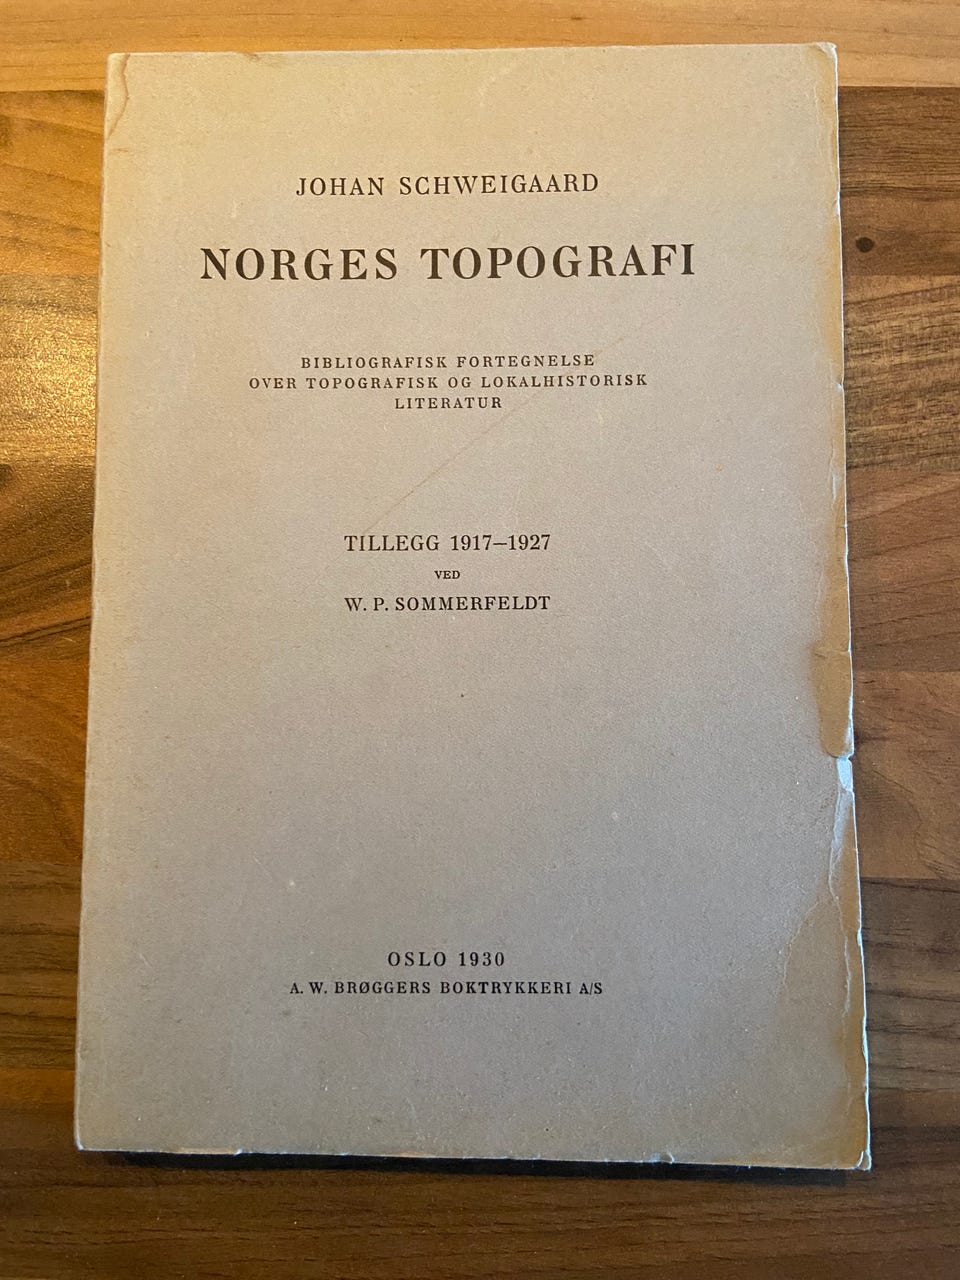 JOHAN SCHWEIGAARD
NORGES TOPOGRAFI
BIBLIOGRAFISK FORTEGNELSE
OVER TOPOGRAFISK OG LOKALHISTORISK
LITERATUR
TILLEGG 1917–1927
VED
W. P. SOMMERFELDT
OSLO 1930
A. W. BRØGGERS BOKTRYKKERI A/S